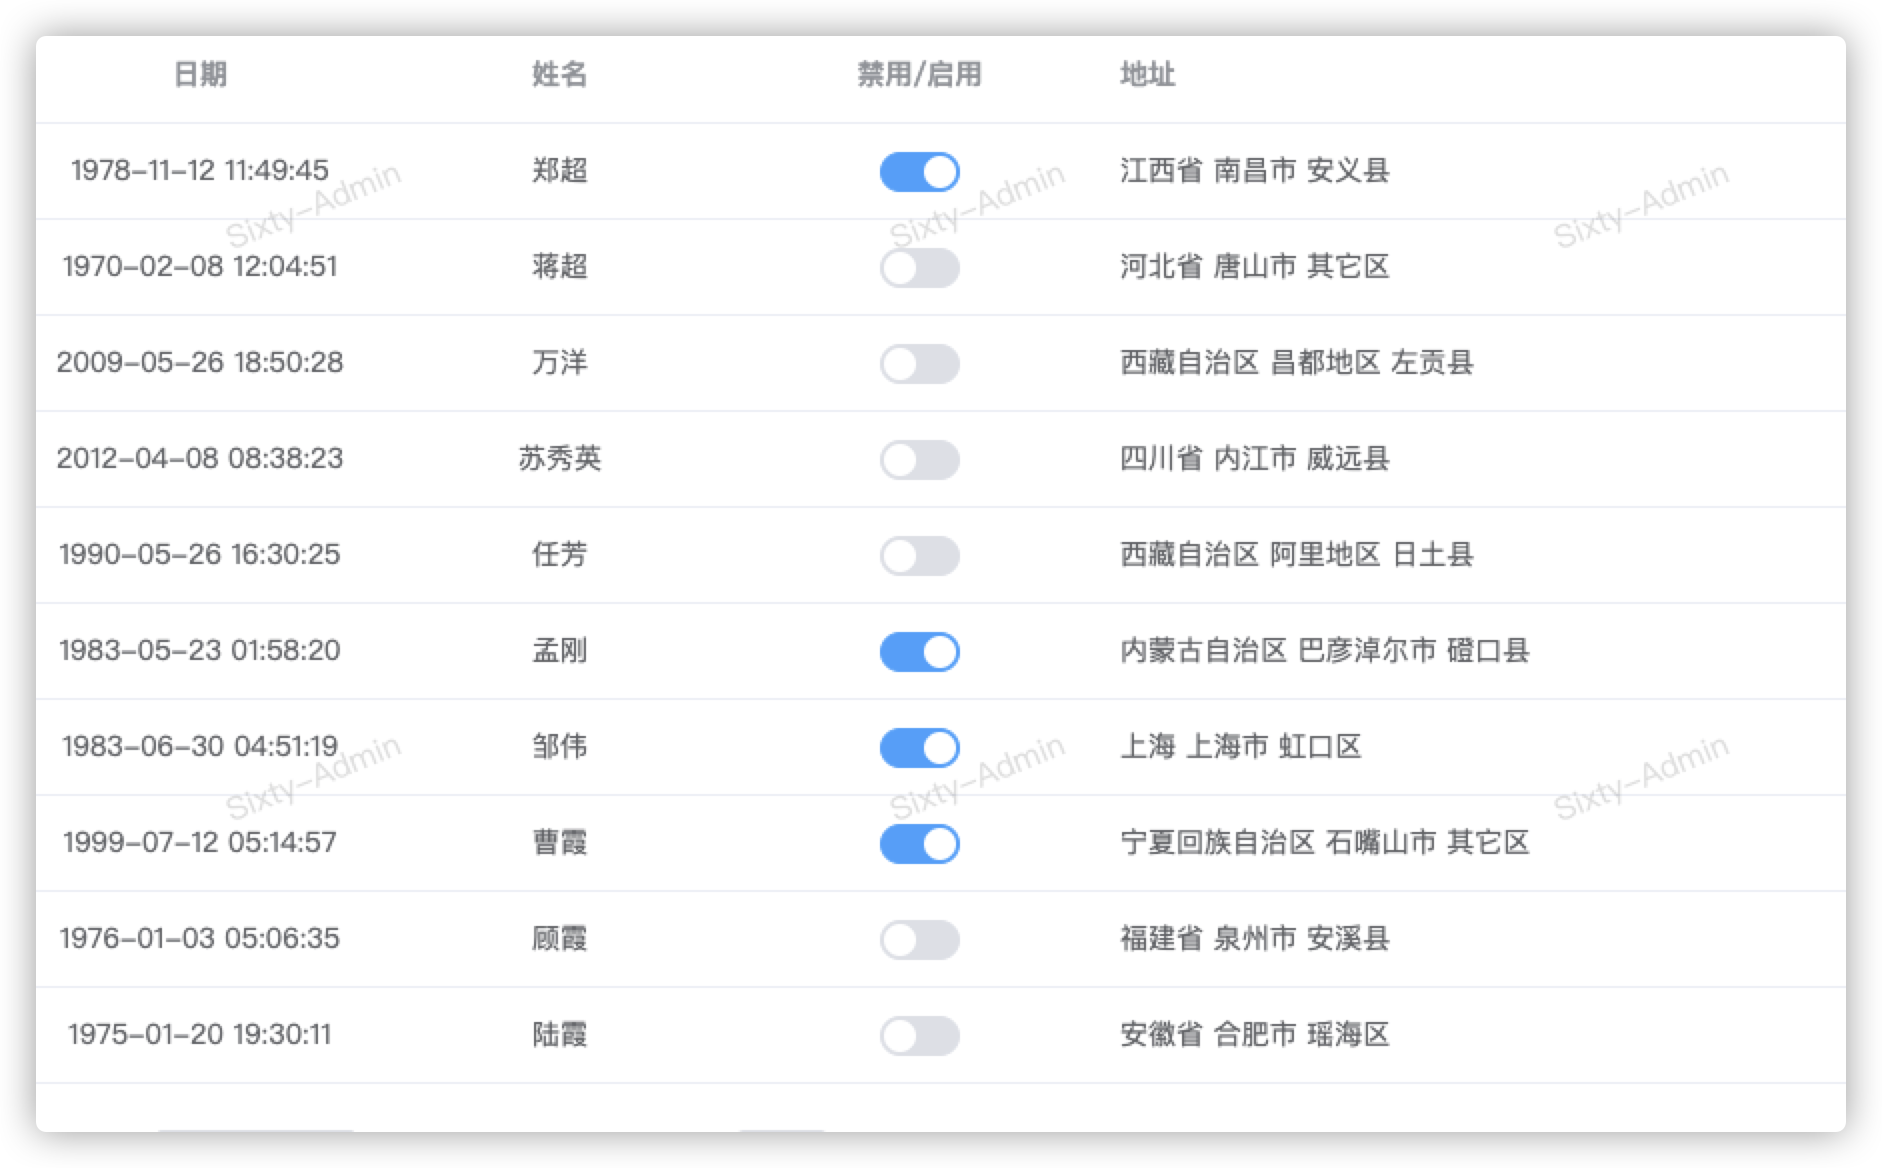 日期 姓名 禁用/启用 地址
1978-11-12 11:49:45 郑超 江西省 南昌市 安义县
Sixty-Admin Sixty-Admin Sixty-Admin
1970-02-08 12:04:51 蒋超 河北省 唐山市 其它区
2009-05-26 18:50:28 万洋 西藏自治区 昌都地区 左贡县
2012-04-08 08:38:23 苏秀英 四川省 内江市 威远县
1990-05-26 16:30:25 任芳 西藏自治区 阿里地区 日土县
1983-05-23 01:58:20 孟刚 内蒙古自治区 巴彦淖尔市 磴口县
1983-06-30 04:51:19 邹伟 上海 上海市 虹口区
Sixty-Admin Sixty-Admin Sixty-Admin
1999-07-12 05:14:57 曹霞 宁夏回族自治区 石嘴山市 其它区
1976-01-03 05:06:35 顾霞 福建省 泉州市 安溪县
1975-01-20 19:30:11 陆霞 安徽省 合肥市 瑶海区